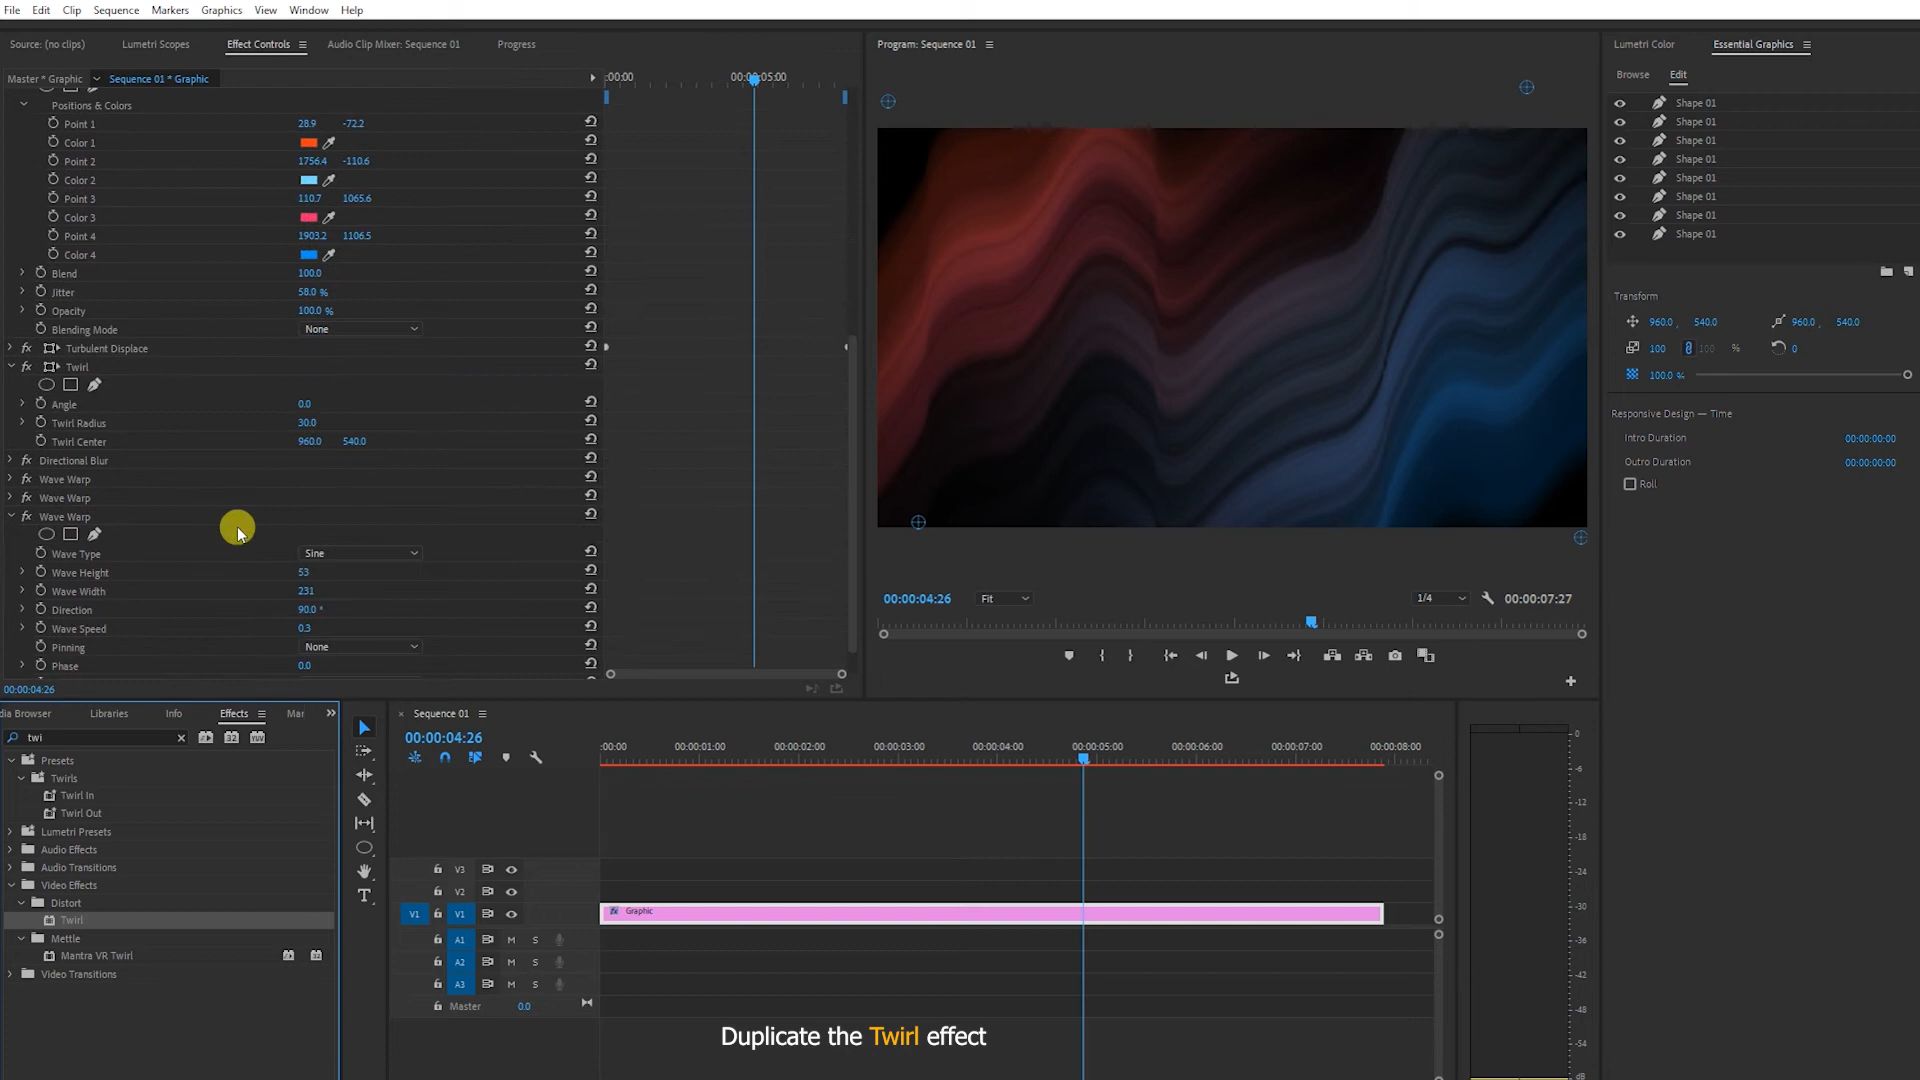 File Edit Clip Sequence Markers Graphics View Window Help
Source: (no clips) Lumetri Scopes Effect Controls Audio Clip Mixer: Sequence 01 Progress
Program: Sequence 01
Lumetri Color Essential Graphics
Browse Edit
Master * Graphic Sequence 01 * Graphic :00:00 00:00:05:00
Positions & Colors
Point 1 28.9 -72.2
Color 1
Point 2 1756.4 -110.6
Color 2
Point 3 110.7 1065.6
Color 3
Point 4 1903.2 1106.5
Color 4
Blend 100.0
Jitter 58.0 %
Opacity 100.0 %
Blending Mode None
Turbulent Displace
Twirl
Angle 0.0
Twirl Radius 30.0
Twirl Center 960.0 540.0
Directional Blur
Wave Warp
Wave Warp
Wave Warp
Wave Type Sine
Wave Height 53
Wave Width 231
Direction 90.0 °
Wave Speed 0.3
Pinning None
Phase 0.0
00:00:04:26
00:00:04:26 Fit 1/4 00:00:07:27
Shape 01
Shape 01
Shape 01
Shape 01
Shape 01
Shape 01
Shape 01
Shape 01
Transform
960.0 , 540.0 960.0 , 540.0
100 100 % 0
100.0 %
Responsive Design — Time
Intro Duration 00:00:00:00
Outro Duration 00:00:00:00
Roll
dia Browser Libraries Info Effects Mar
twi
Presets
Twirls
Twirl In
Twirl Out
Lumetri Presets
Audio Effects
Audio Transitions
Video Effects
Distort
Twirl
Mettle
Mantra VR Twirl
Video Transitions
Sequence 01
00:00:04:26
:00:00 00:00:01:00 00:00:02:00 00:00:03:00 00:00:04:00 00:00:05:00 00:00:06:00 00:00:07:00 00:00:08:00
V3
V2
V1 V1 Graphic
A1 M S
A2 M S
A3 M S
Master 0.0
0
-6
-12
-18
-24
-30
-36
-42
-48
-54
dB
Duplicate the Twirl effect